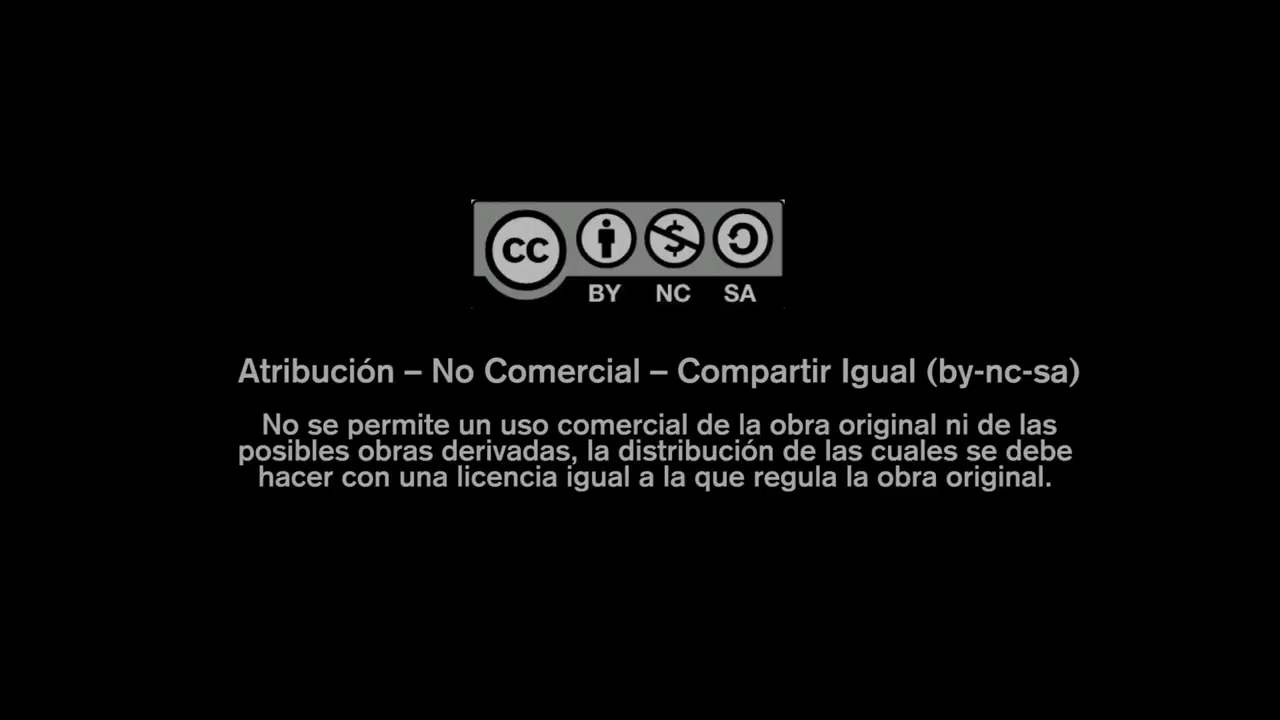 CC
BY NC SA
Atribución – No Comercial – Compartir Igual (by-nc-sa)
No se permite un uso comercial de la obra original ni de las
posibles obras derivadas, la distribución de las cuales se debe
hacer con una licencia igual a la que regula la obra original.